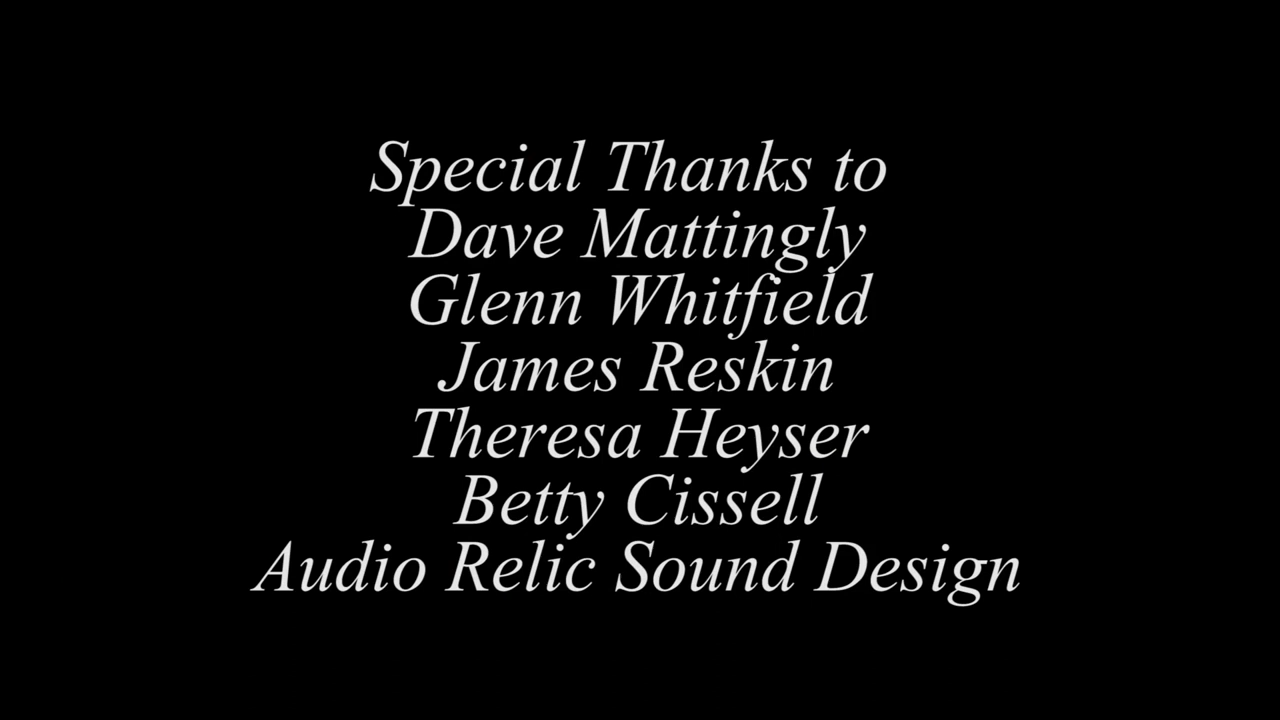 Special Thanks to
Dave Mattingly
Glenn Whitfield
James Reskin
Theresa Heyser
Betty Cissell
Audio Relic Sound Design